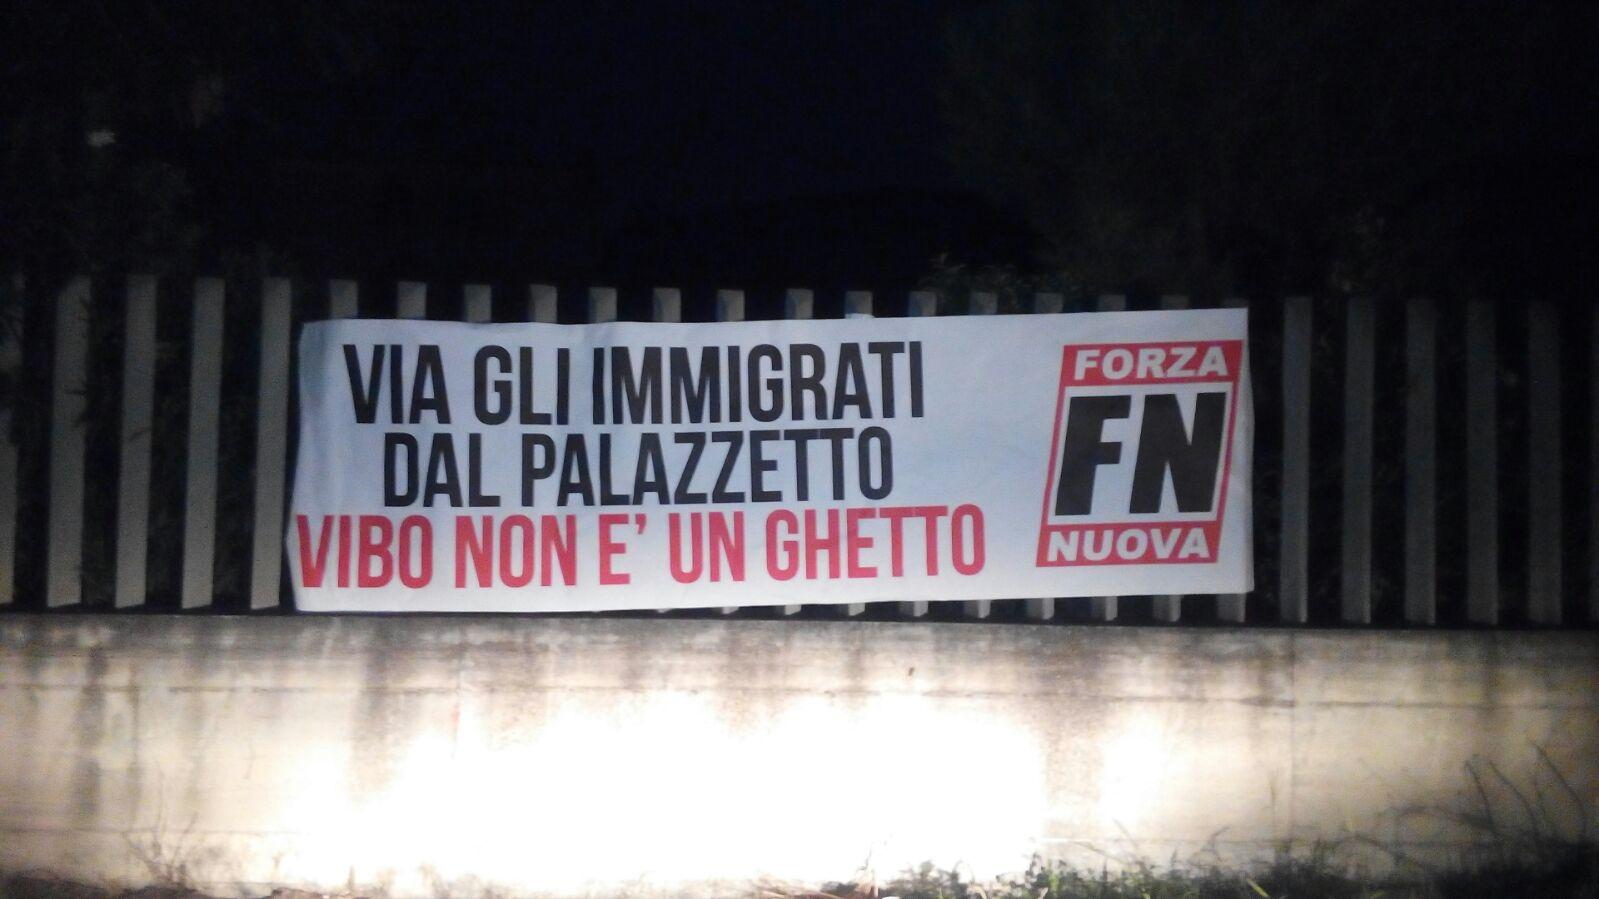 VIA GLI IMMIGRATI
DAL PALAZZETTO
VIBO NON E' UN GHETTO
FORZA
FN
NUOVA